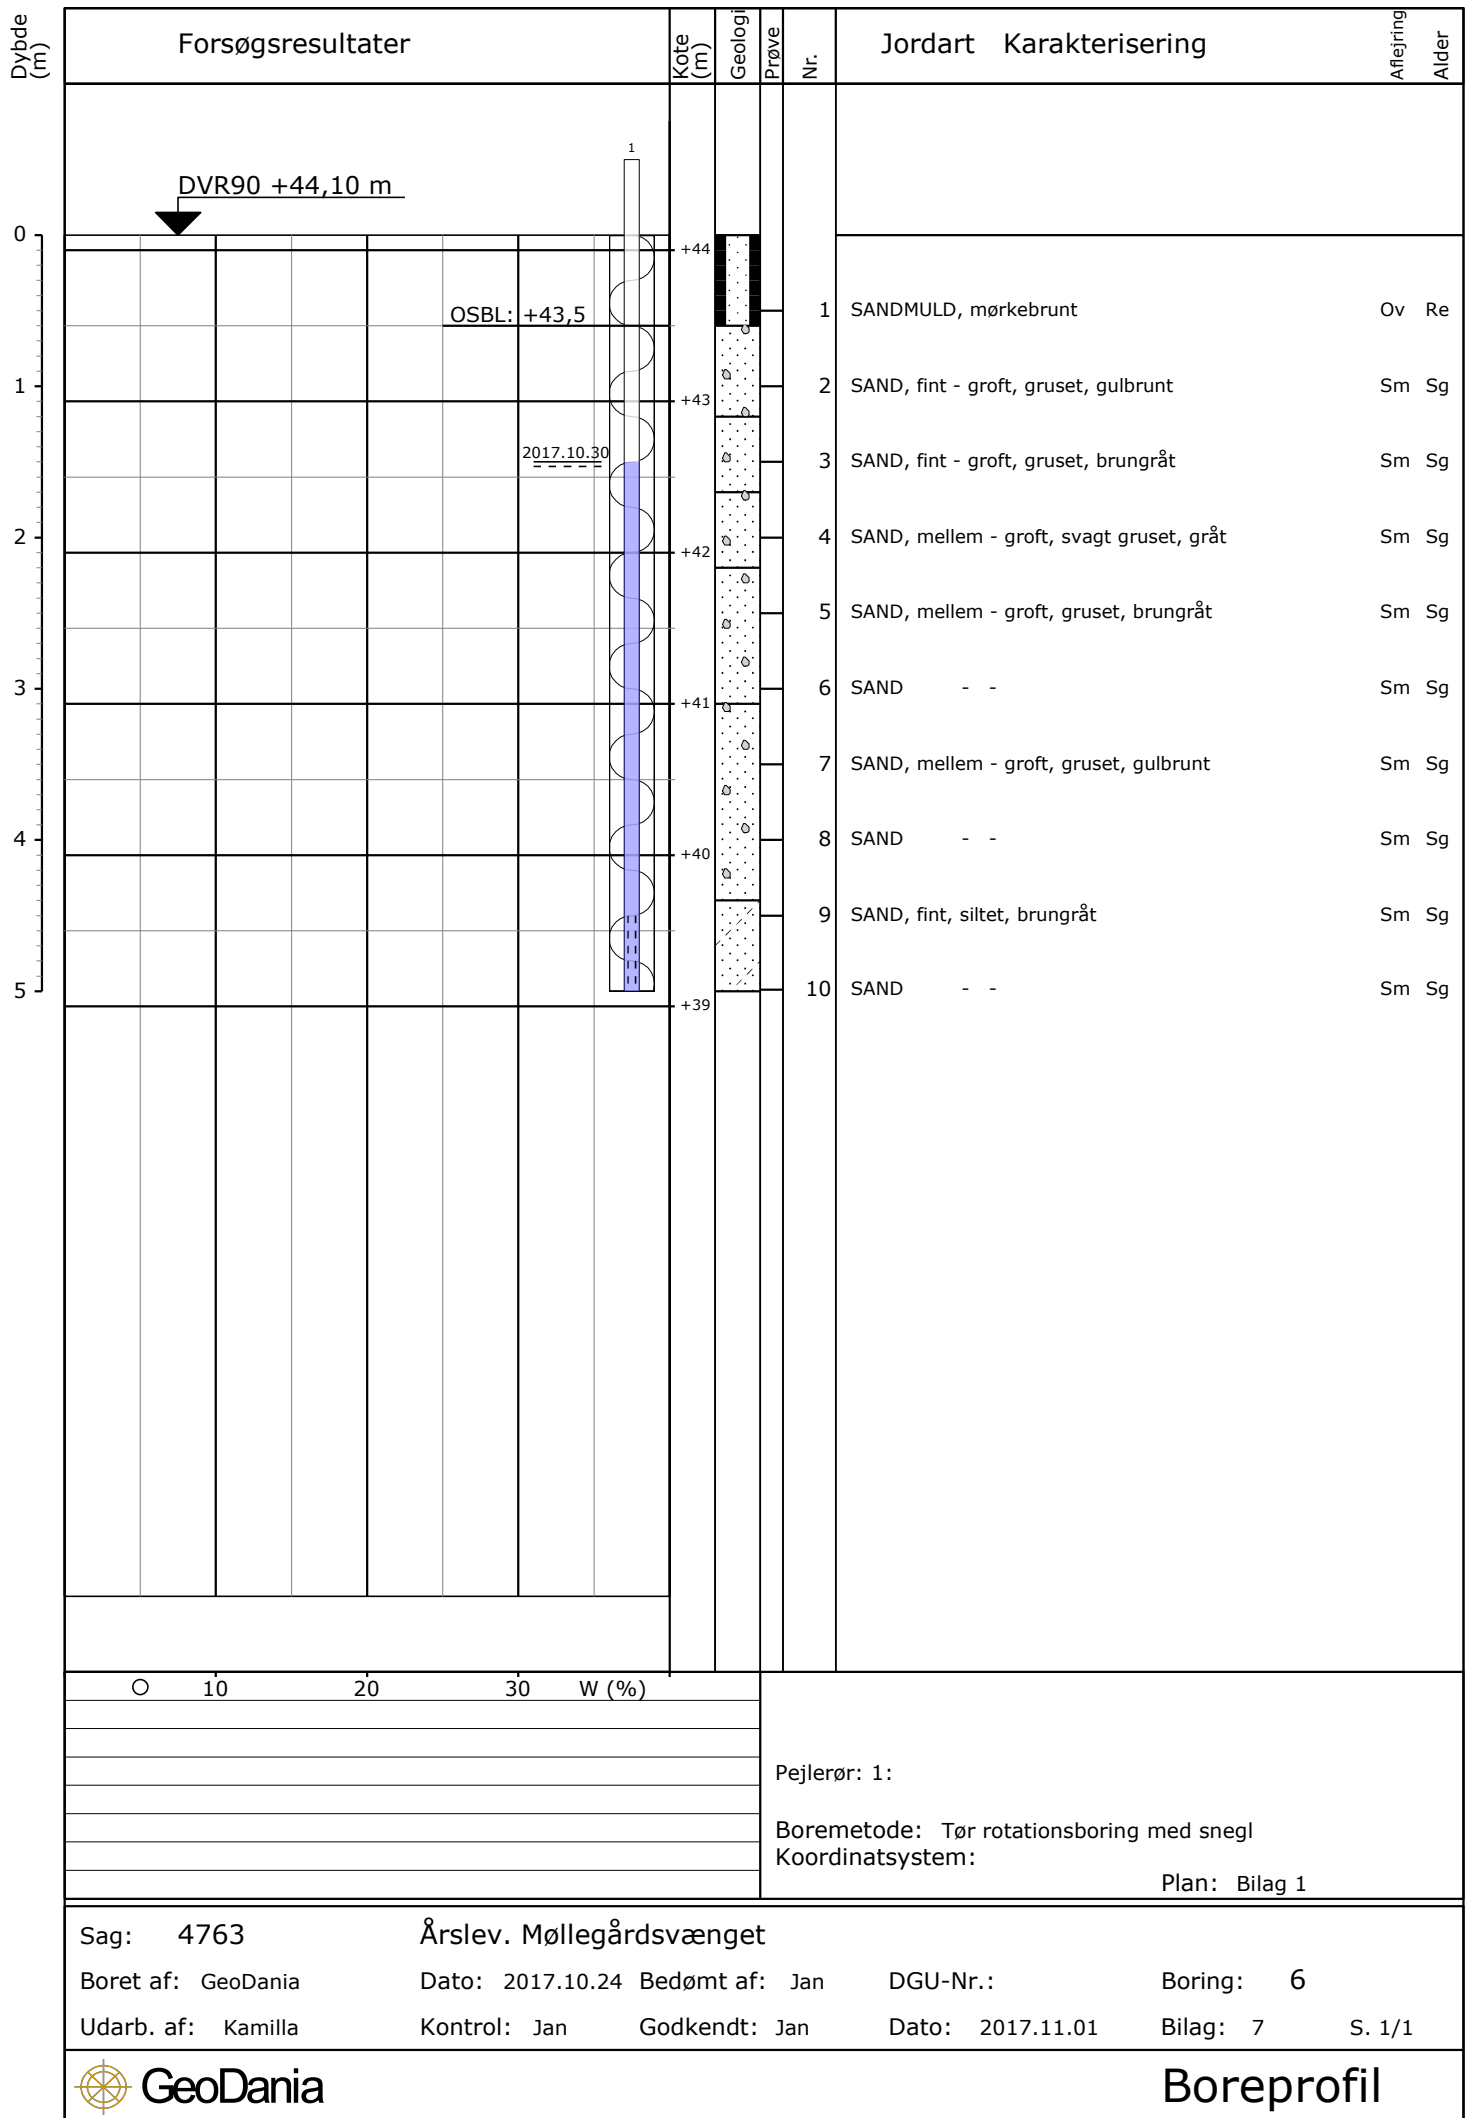 Dybde (m)
Forsøgsresultater
Kote (m)
Geologi
Prøve
Nr.
Jordart Karakterisering
Aflejring
Alder
1
DVR90 +44,10 m
0
+44
OSBL: +43,5
1 SANDMULD, mørkebrunt Ov Re
1
2 SAND, fint - groft, gruset, gulbrunt Sm Sg
+43
2017.10.30
3 SAND, fint - groft, gruset, brungråt Sm Sg
2
4 SAND, mellem - groft, svagt gruset, gråt Sm Sg
+42
5 SAND, mellem - groft, gruset, brungråt Sm Sg
3
6 SAND - - Sm Sg
+41
7 SAND, mellem - groft, gruset, gulbrunt Sm Sg
4
8 SAND - - Sm Sg
+40
9 SAND, fint, siltet, brungråt Sm Sg
5
10 SAND - - Sm Sg
+39
10 20 30 W (%)
Pejlerør: 1:
Boremetode: Tør rotationsboring med snegl
Koordinatsystem:
Plan: Bilag 1
Sag: 4763 Årslev. Møllegårdsvænget
Boret af: GeoDania Dato: 2017.10.24 Bedømt af: Jan DGU-Nr.: Boring: 6
Udarb. af: Kamilla Kontrol: Jan Godkendt: Jan Dato: 2017.11.01 Bilag: 7 S. 1/1
GeoDania Boreprofil